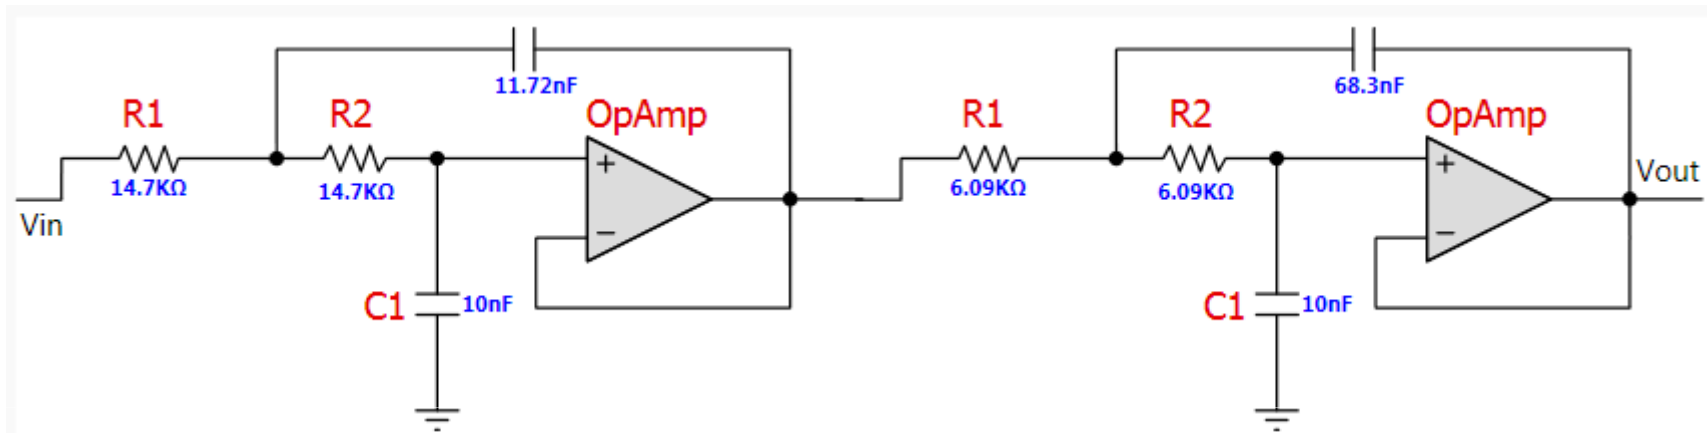 11.72nF
68.3nF
R1
R2
OpAmp
R1
R2
OpAmp
+
+
14.7KΩ
14.7KΩ
6.09KΩ
6.09KΩ
Vout
Vin
−
−
C1
10nF
C1
10nF